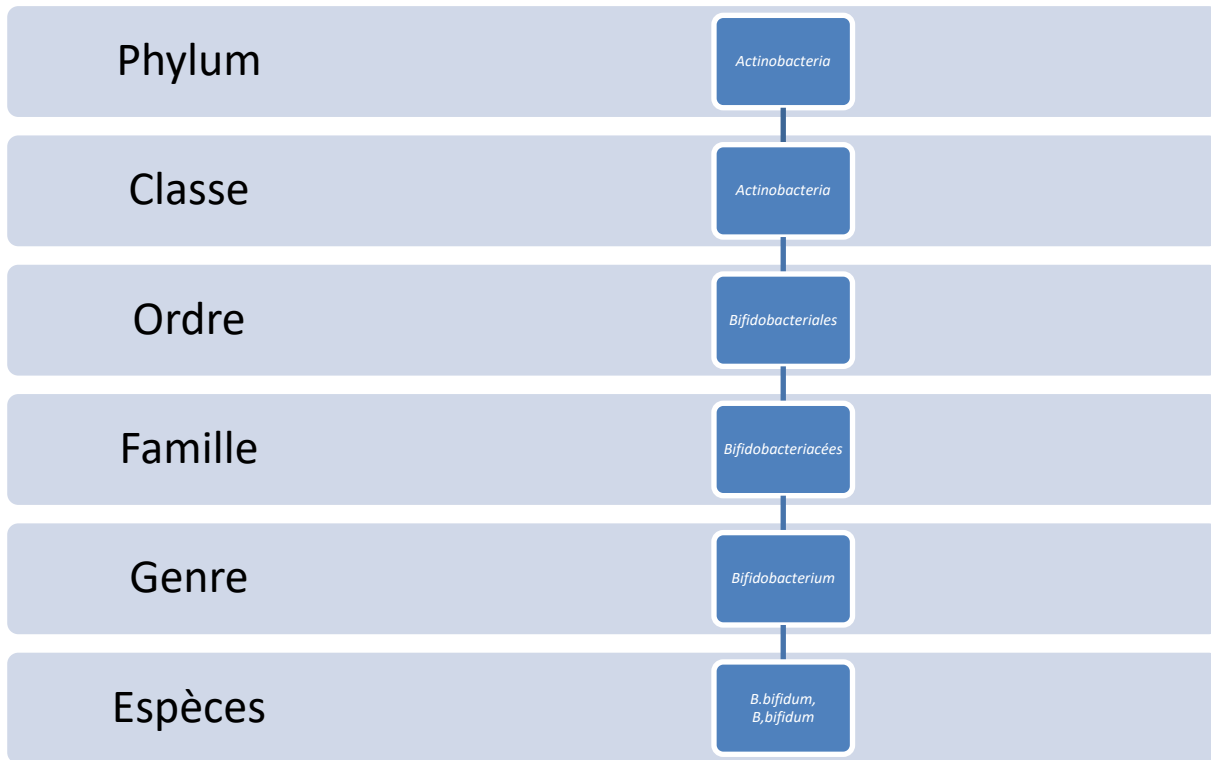 Phylum
Actinobacteria
Classe
Actinobacteria
Ordre
Bifidobacteriales
Famille
Bifidobacteriacées
Genre
Bifidobacterium
Espèces
B.bifidum,
B,bifidum